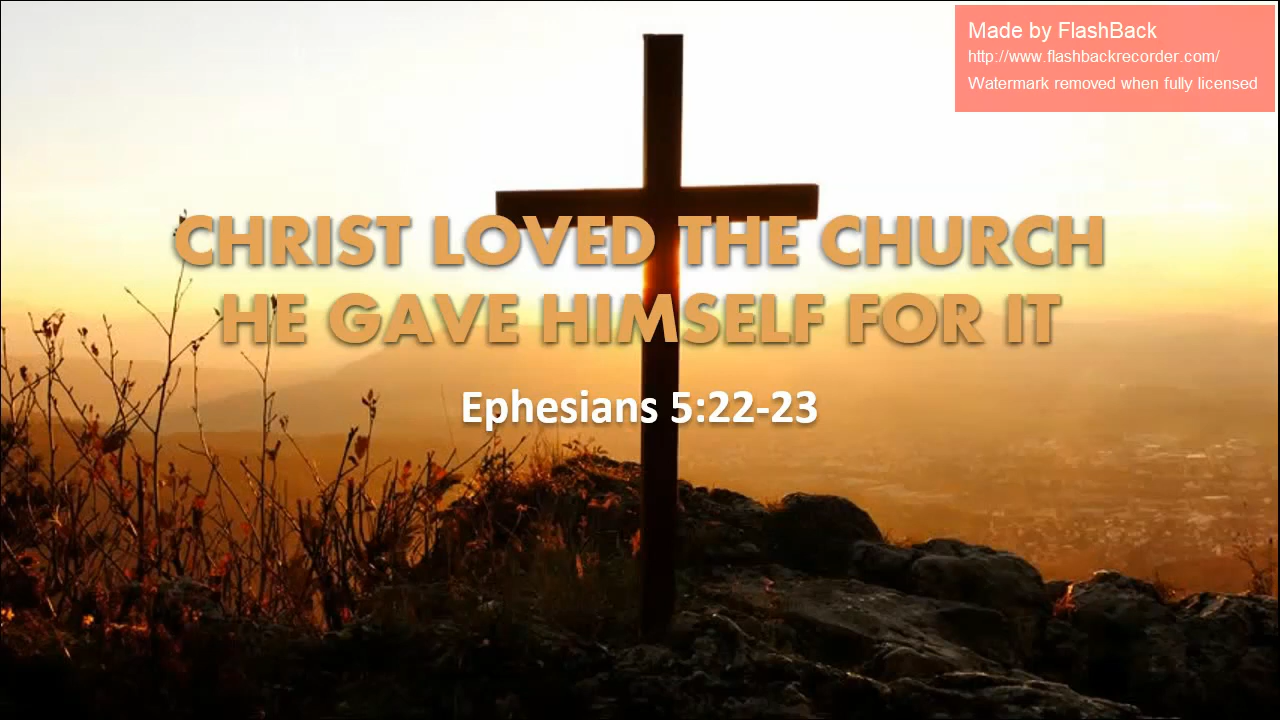 Made by FlashBack
http://www.flashbackrecorder.com/
Watermark removed when fully licensed
CHRIST LOVED THE CHURCH
HE GAVE HIMSELF FOR IT
Ephesians 5:22-23